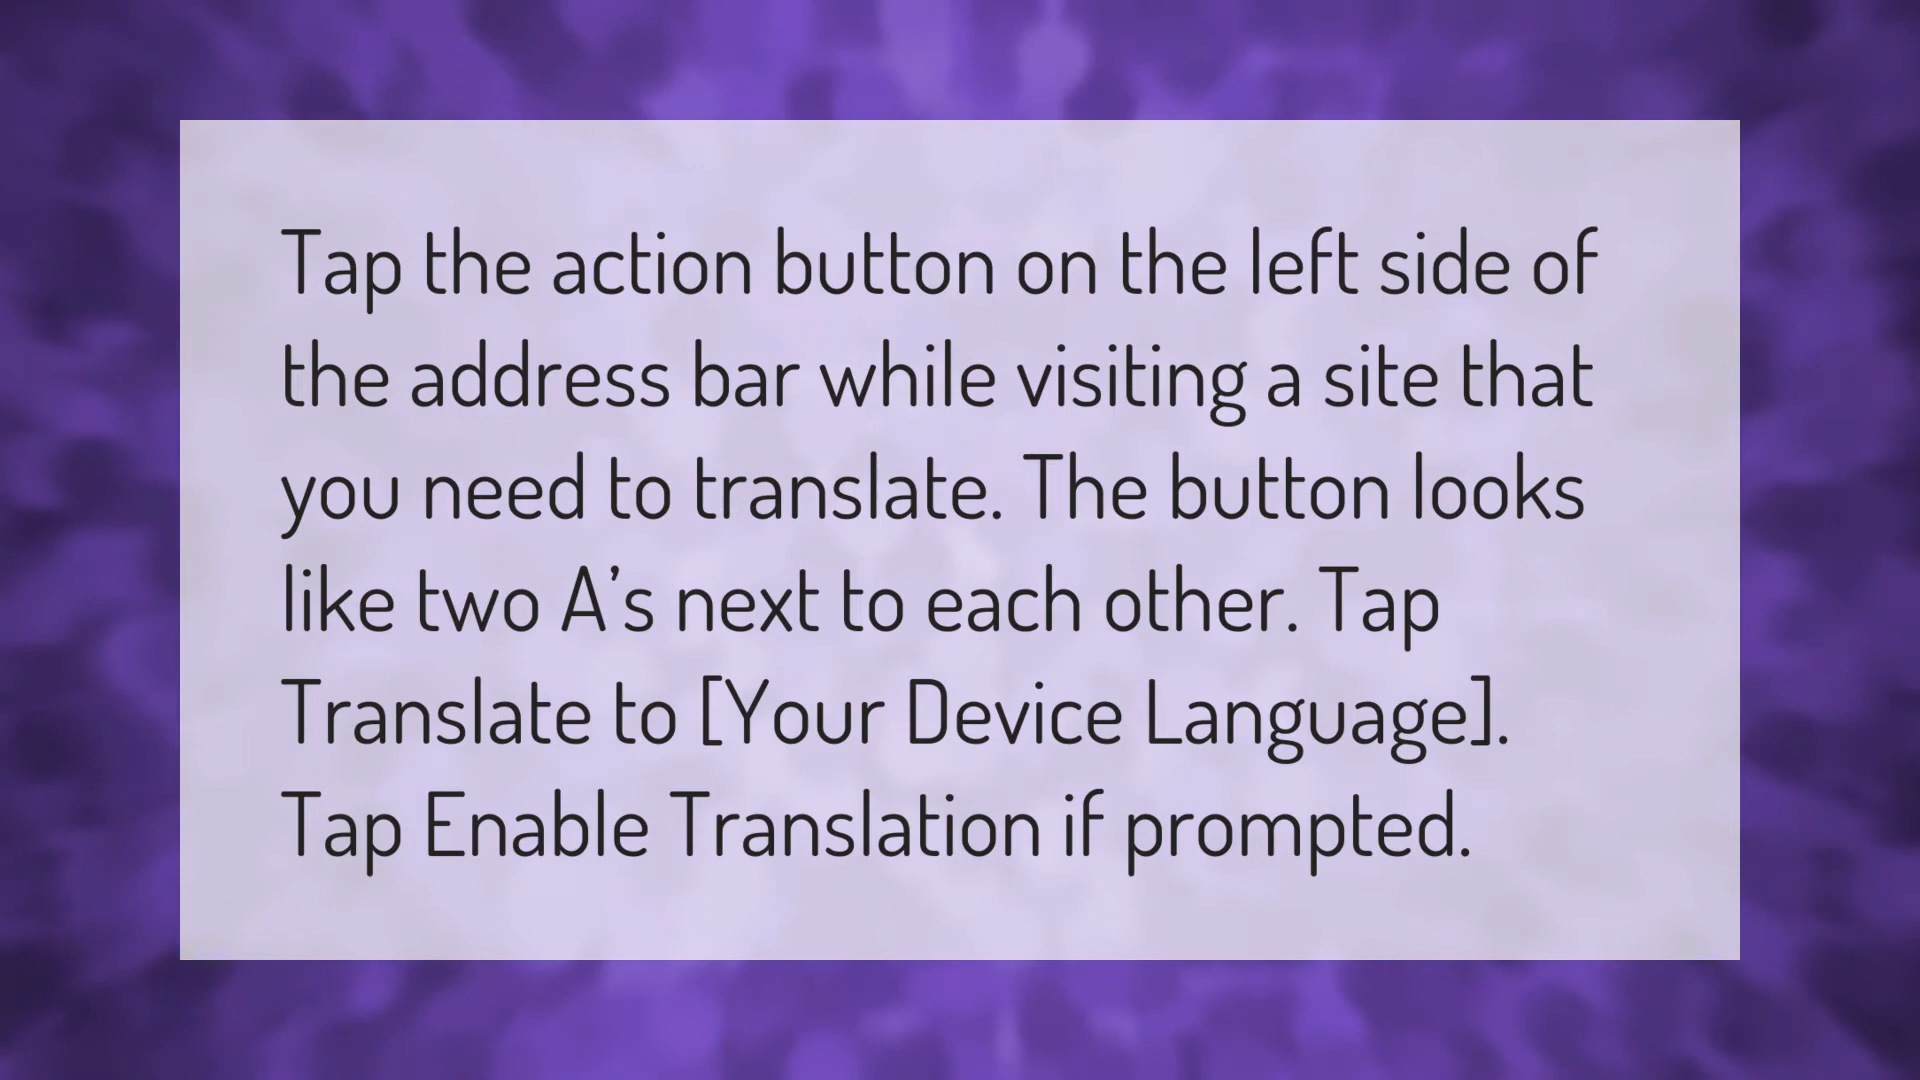 Tap the action button on the left side of
the address bar while visiting a site that
you need to translate. The button looks
like two A’s next to each other. Tap
Translate to [Your Device Language].
Tap Enable Translation if prompted.